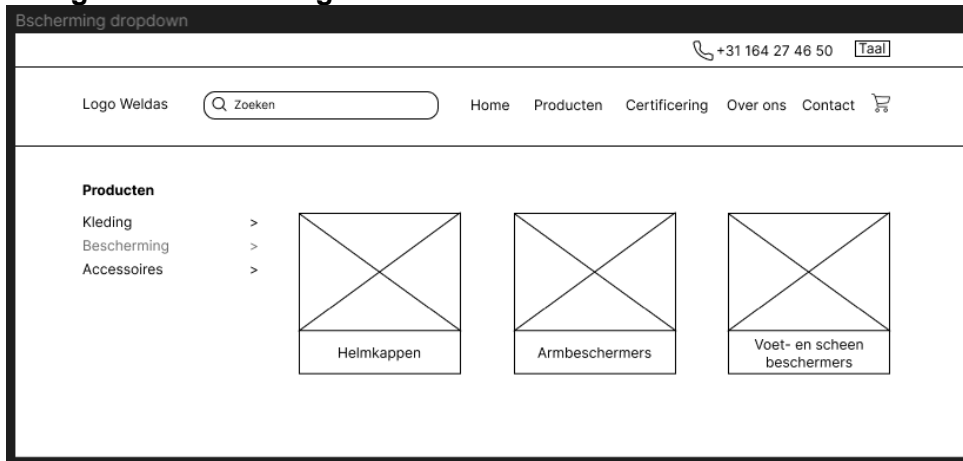 Bscherming dropdown
+31 164 27 46 50 Taal
Logo Weldas Zoeken Home Producten Certificering Over ons Contact
Producten
Kleding >
Bescherming >
Accessoires >
Helmkappen
Armbeschermers
Voet- en scheen
beschermers